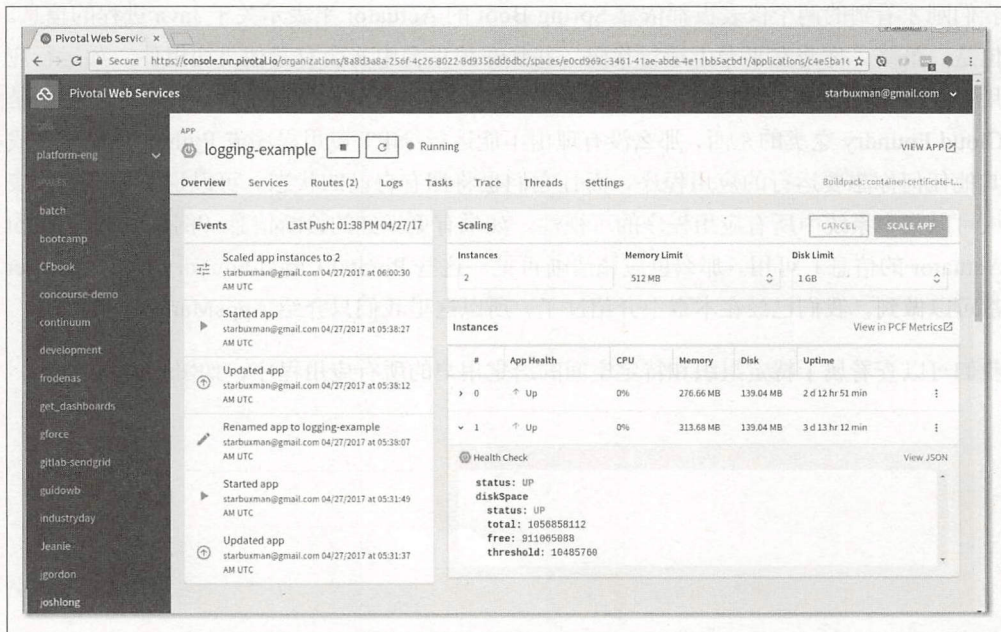 Pivotal Web Servic ×
Secure https://console.run.pivotal.io/organizations/8a8d3a8a-256f-4c26-8022-8d9356dd6dbc/spaces/e0cd969c-3461-41ae-abde-4e11bb5acbd1/applications/c4e5ba1e
Pivotal Web Services
starbuxman@gmail.com
platform-eng
SPACES
batch
bootcamp
CFbook
concourse-demo
continuum
development
frodenas
get_dashboards
gforce
gitlab-sendgrid
guidowb
industryday
Jeanie
jgordon
joshlong
APP
logging-example
Running
VIEW APP
Overview Services Routes (2) Logs Tasks Trace Threads Settings
Buildpack: container-certificate-t...
Events Last Push: 01:38 PM 04/27/17
Scaled app instances to 2
starbuxman@gmail.com 04/27/2017 at 06:00:30
AM UTC
Started app
starbuxman@gmail.com 04/27/2017 at 05:38:27
AM UTC
Updated app
starbuxman@gmail.com 04/27/2017 at 05:38:12
AM UTC
Renamed app to logging-example
starbuxman@gmail.com 04/27/2017 at 05:38:07
AM UTC
Started app
starbuxman@gmail.com 04/27/2017 at 05:31:49
AM UTC
Updated app
starbuxman@gmail.com 04/27/2017 at 05:31:37
AM UTC
Scaling
CANCEL SCALE APP
Instances Memory Limit Disk Limit
2 512 MB 1 GB
Instances View in PCF Metrics
# App Health CPU Memory Disk Uptime
0 Up 0% 276.66 MB 139.04 MB 2 d 12 hr 51 min
1 Up 0% 313.68 MB 139.04 MB 3 d 13 hr 12 min
Health Check View JSON
status: UP
diskSpace
status: UP
total: 1056858112
free: 911065088
threshold: 10485760